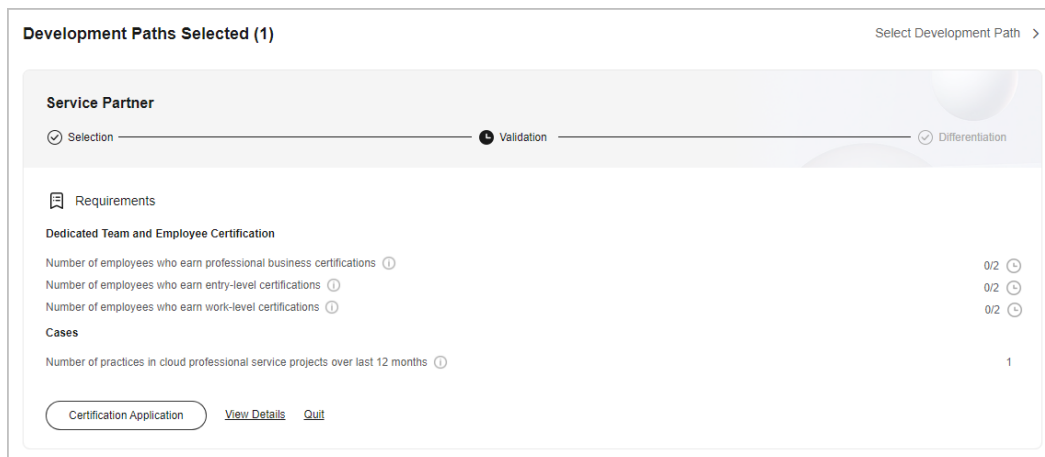 Development Paths Selected (1)
Select Development Path
Service Partner
Selection
Validation
Differentiation
Requirements
Dedicated Team and Employee Certification
Number of employees who earn professional business certifications
0/2
Number of employees who earn entry-level certifications
0/2
Number of employees who earn work-level certifications
0/2
Cases
Number of practices in cloud professional service projects over last 12 months
1
Certification Application
View Details
Quit